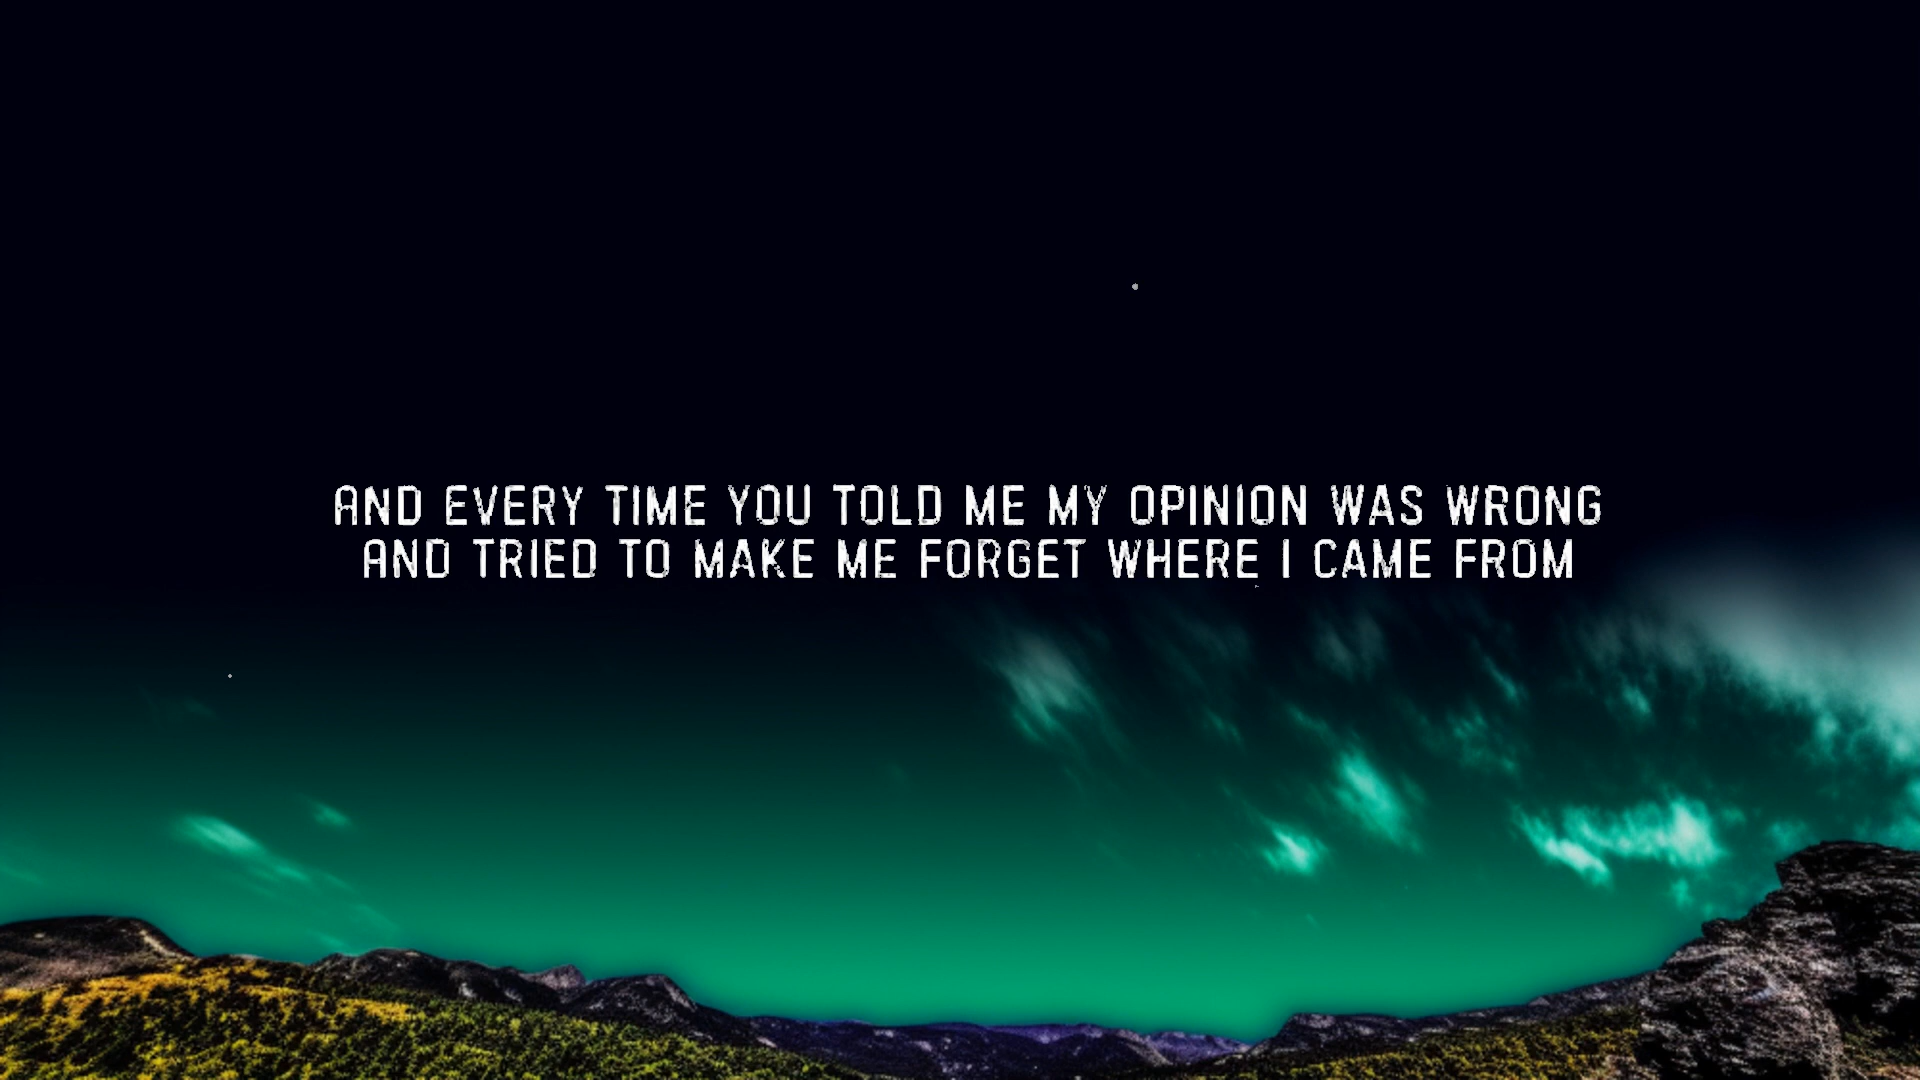 AND EVERY TIME YOU TOLD ME MY OPINION WAS WRONG
AND TRIED TO MAKE ME FORGET WHERE I CAME FROM